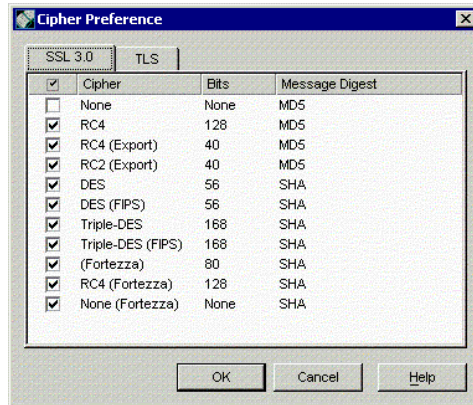 Cipher Preference
SSL 3.0 TLS
Cipher Bits Message Digest
None None MD5
RC4 128 MD5
RC4 (Export) 40 MD5
RC2 (Export) 40 MD5
DES 56 SHA
DES (FIPS) 56 SHA
Triple-DES 168 SHA
Triple-DES (FIPS) 168 SHA
(Fortezza) 80 SHA
RC4 (Fortezza) 128 SHA
None (Fortezza) None SHA
OK Cancel Help